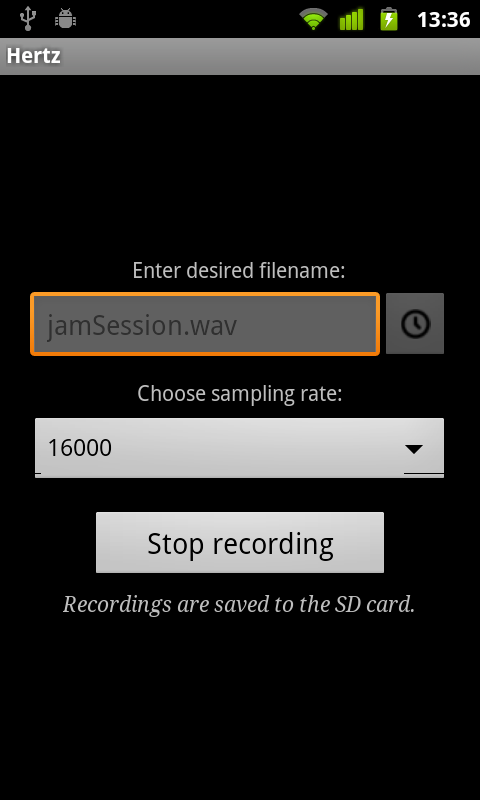 13:36
Hertz
Enter desired filename:
jamSession.wav
Choose sampling rate:
16000
Stop recording
Recordings are saved to the SD card.